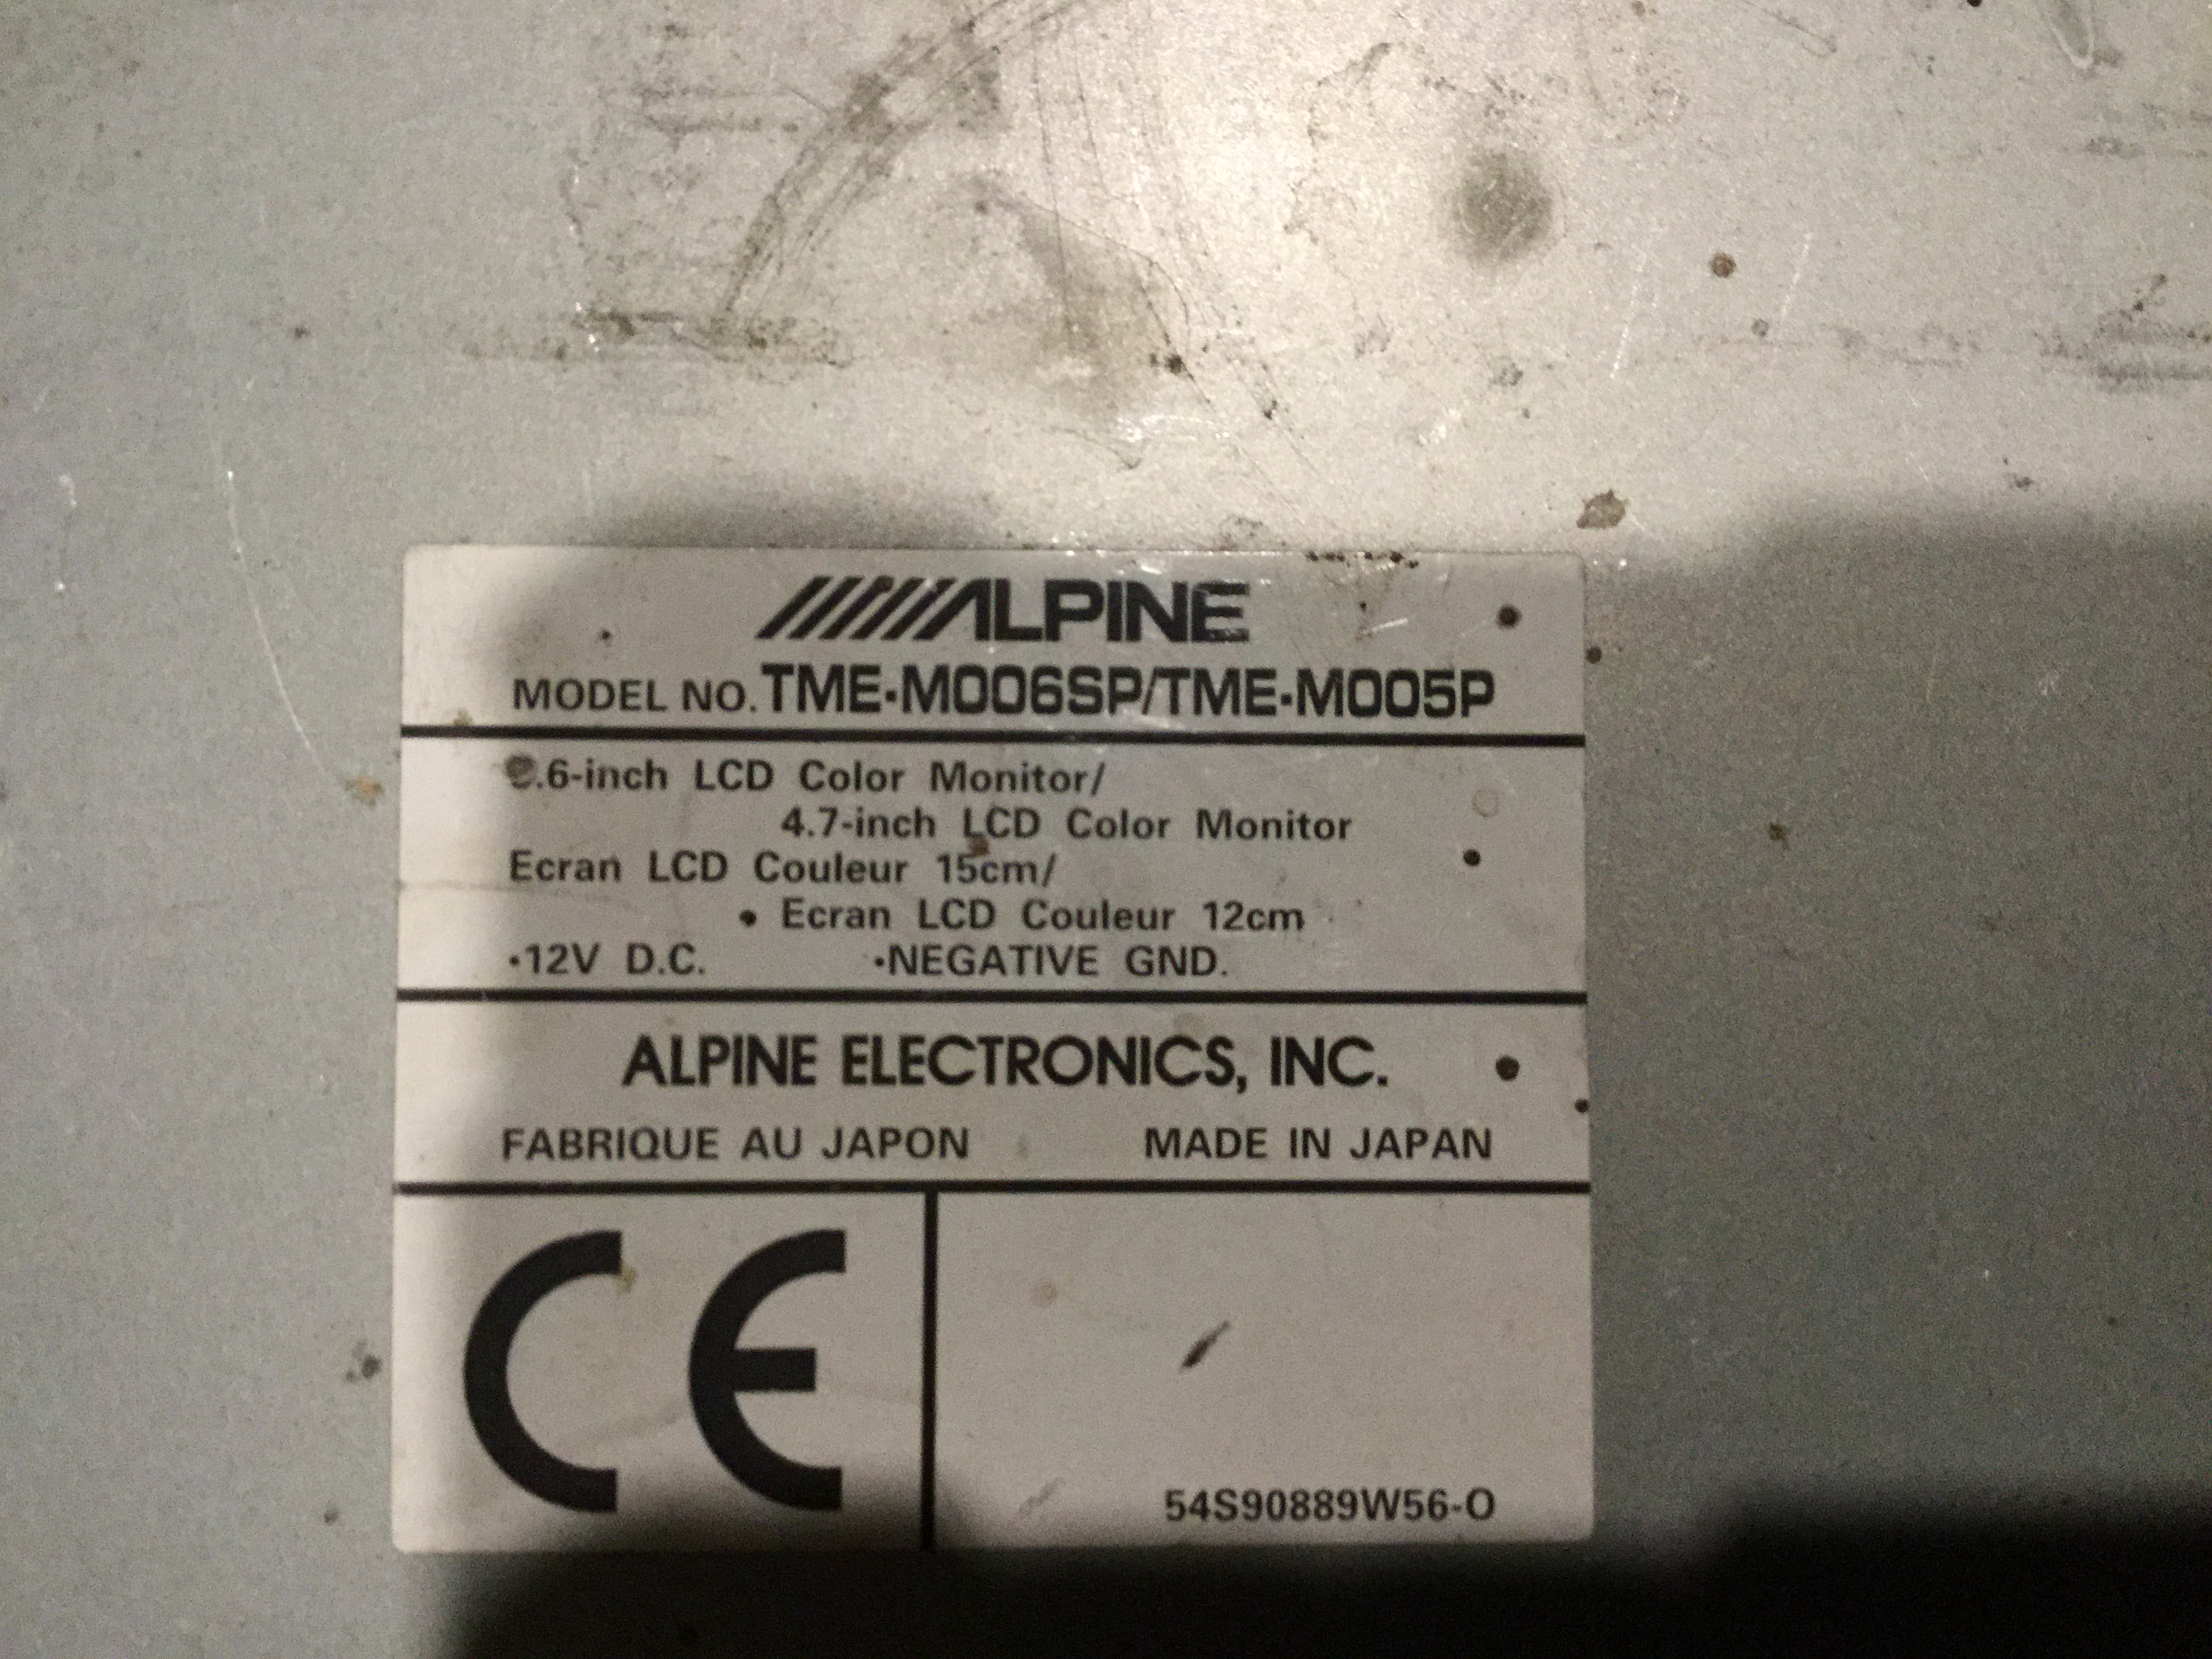 ALPINE
MODEL NO. TME-M006SP/TME-M005P
.6-inch LCD Color Monitor/
4.7-inch LCD Color Monitor
Ecran LCD Couleur 15cm/
Ecran LCD Couleur 12cm
·12V D.C. ·NEGATIVE GND.
ALPINE ELECTRONICS, INC.
FABRIQUE AU JAPON MADE IN JAPAN
CE
54S90889W56-O